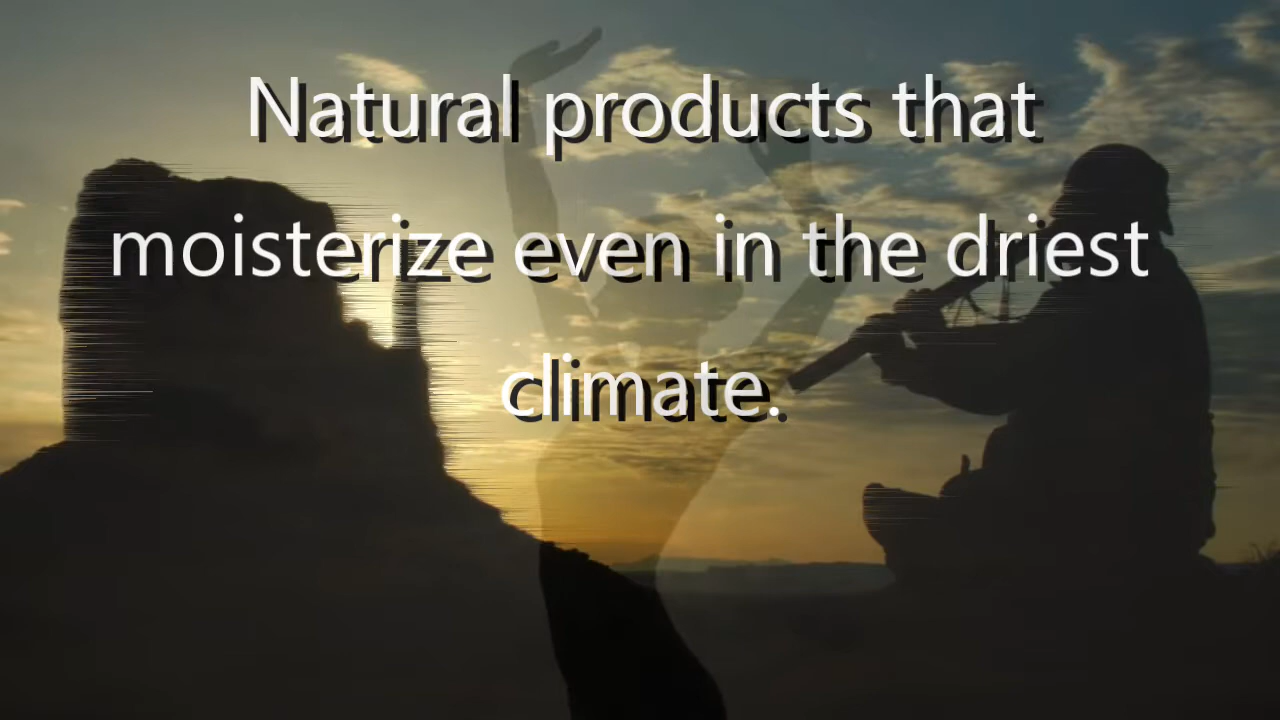 Natural products that
moisterize even in the driest
climate.